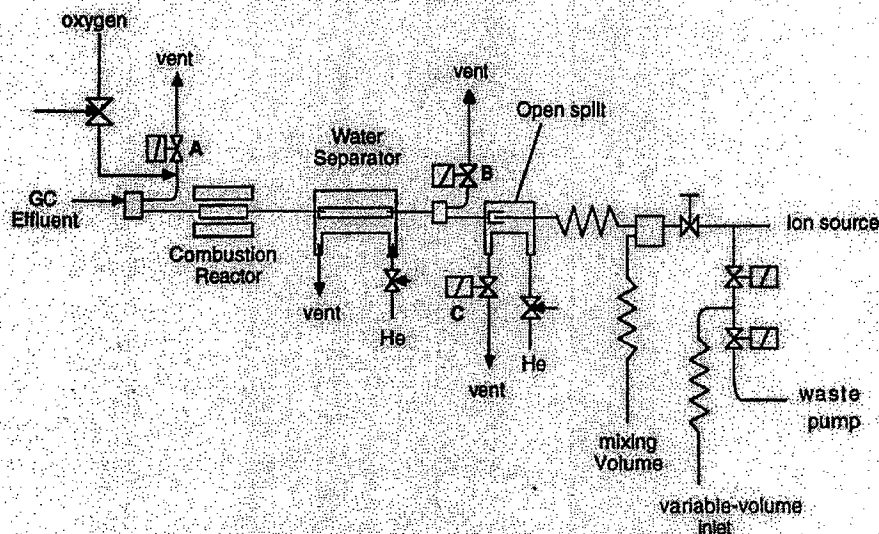 oxygen
vent
A
GC
Effluent
Combustion
Reactor
Water
Separator
vent
He
vent
B
Open split
C
vent
He
Ion source
mixing
Volume
waste
pump
variable-volume
inlet